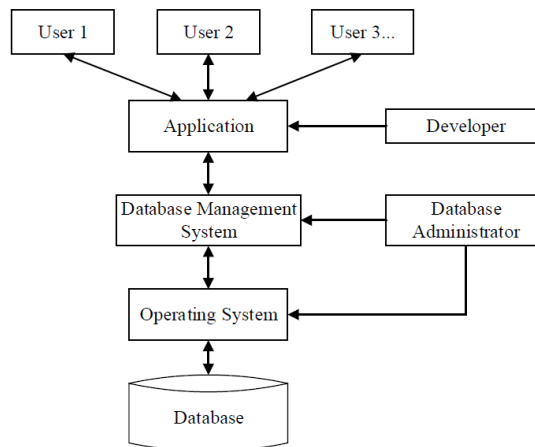 User 1
User 2
User 3...
Application
Developer
Database Management
System
Database
Administrator
Operating System
Database